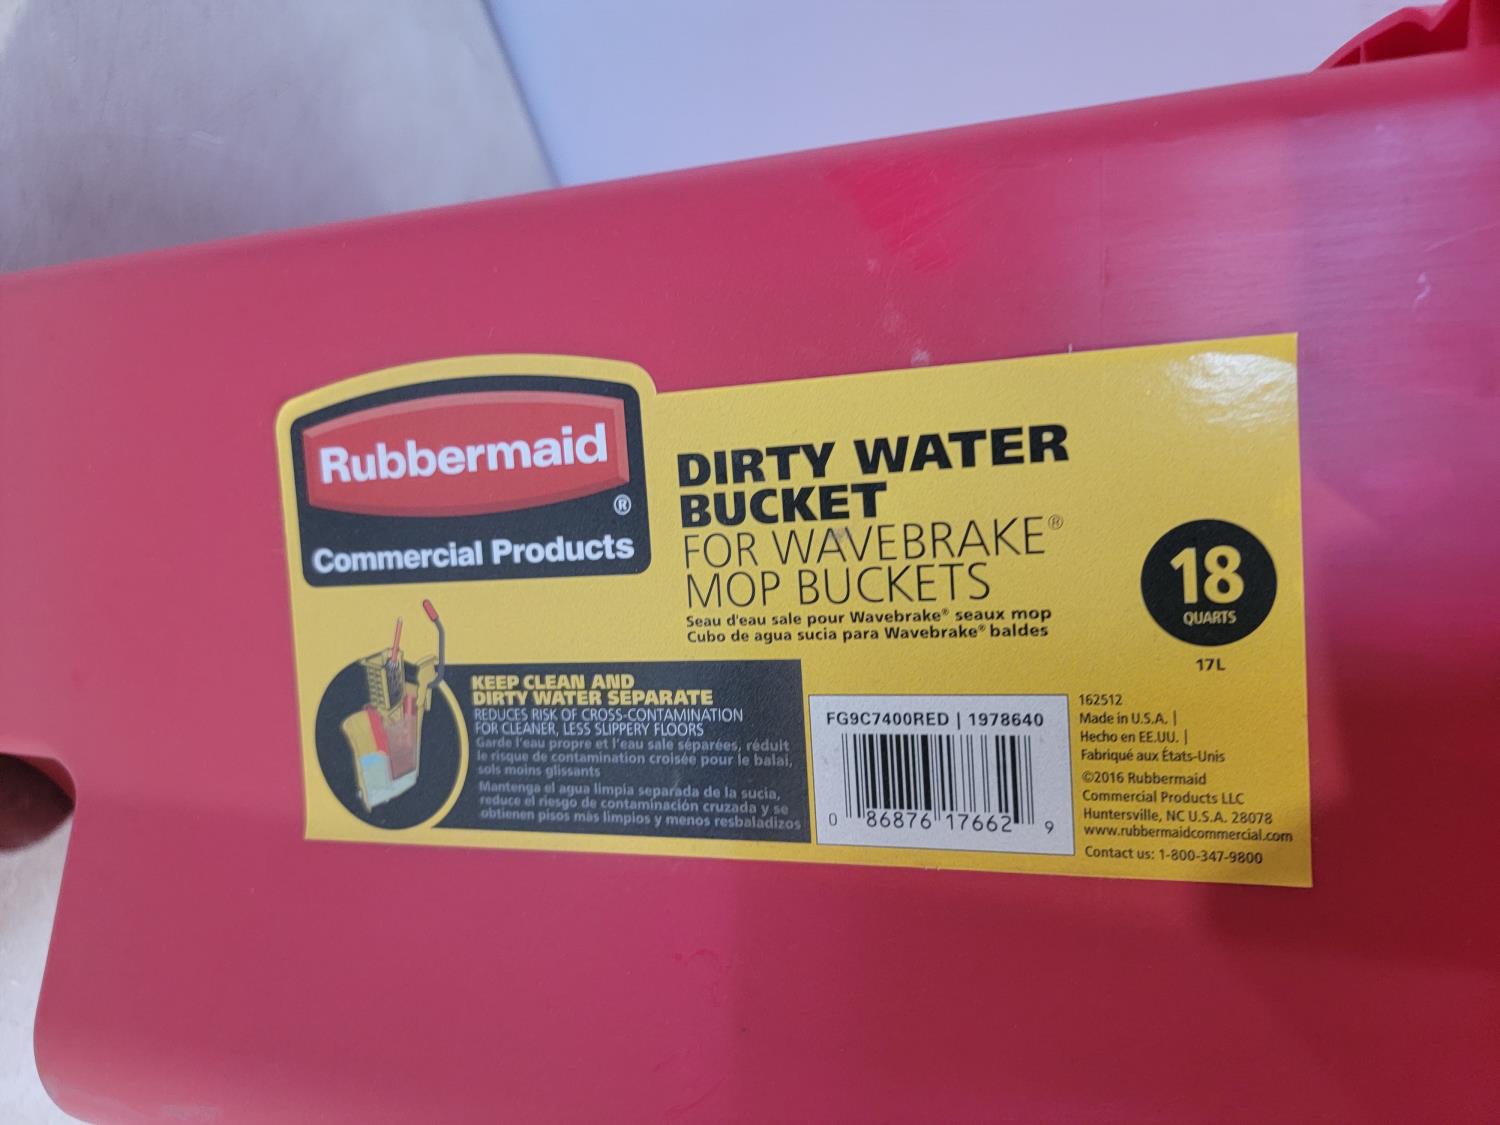 Rubbermaid
®
Commercial Products
DIRTY WATER
BUCKET
FOR WAVEBRAKE®
MOP BUCKETS
Seau d'eau sale pour Wavebrake® seaux mop
Cubo de agua sucia para Wavebrake® baldes
18
QUARTS
17L
KEEP CLEAN AND
DIRTY WATER SEPARATE
REDUCES RISK OF CROSS-CONTAMINATION
FOR CLEANER, LESS SLIPPERY FLOORS
Garde l'eau propre et l'eau sale séparées, réduit
le risque de contamination croisée pour le balai,
sols moins glissants
Mantenga el agua limpia separada de la sucia,
reduce el riesgo de contaminación cruzada y se
obtienen pisos más limpios y menos resbaladizos
FG9C7400RED | 1978640
0 86876 17662 9
162512
Made in U.S.A. |
Hecho en EE.UU. |
Fabriqué aux États-Unis
©2016 Rubbermaid
Commercial Products LLC
Huntersville, NC U.S.A. 28078
www.rubbermaidcommercial.com
Contact us: 1-800-347-9800